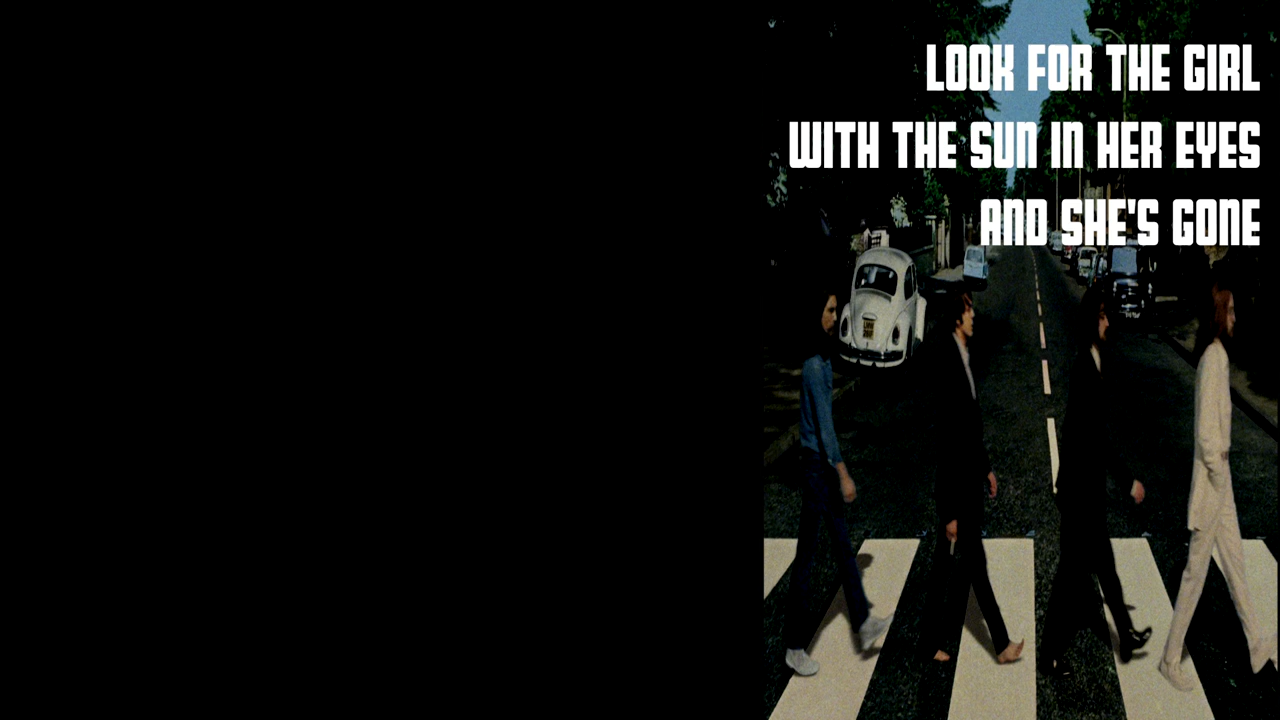 LOOK FOR THE GIRL
WITH THE SUN IN HER EYES
AND SHE'S GONE